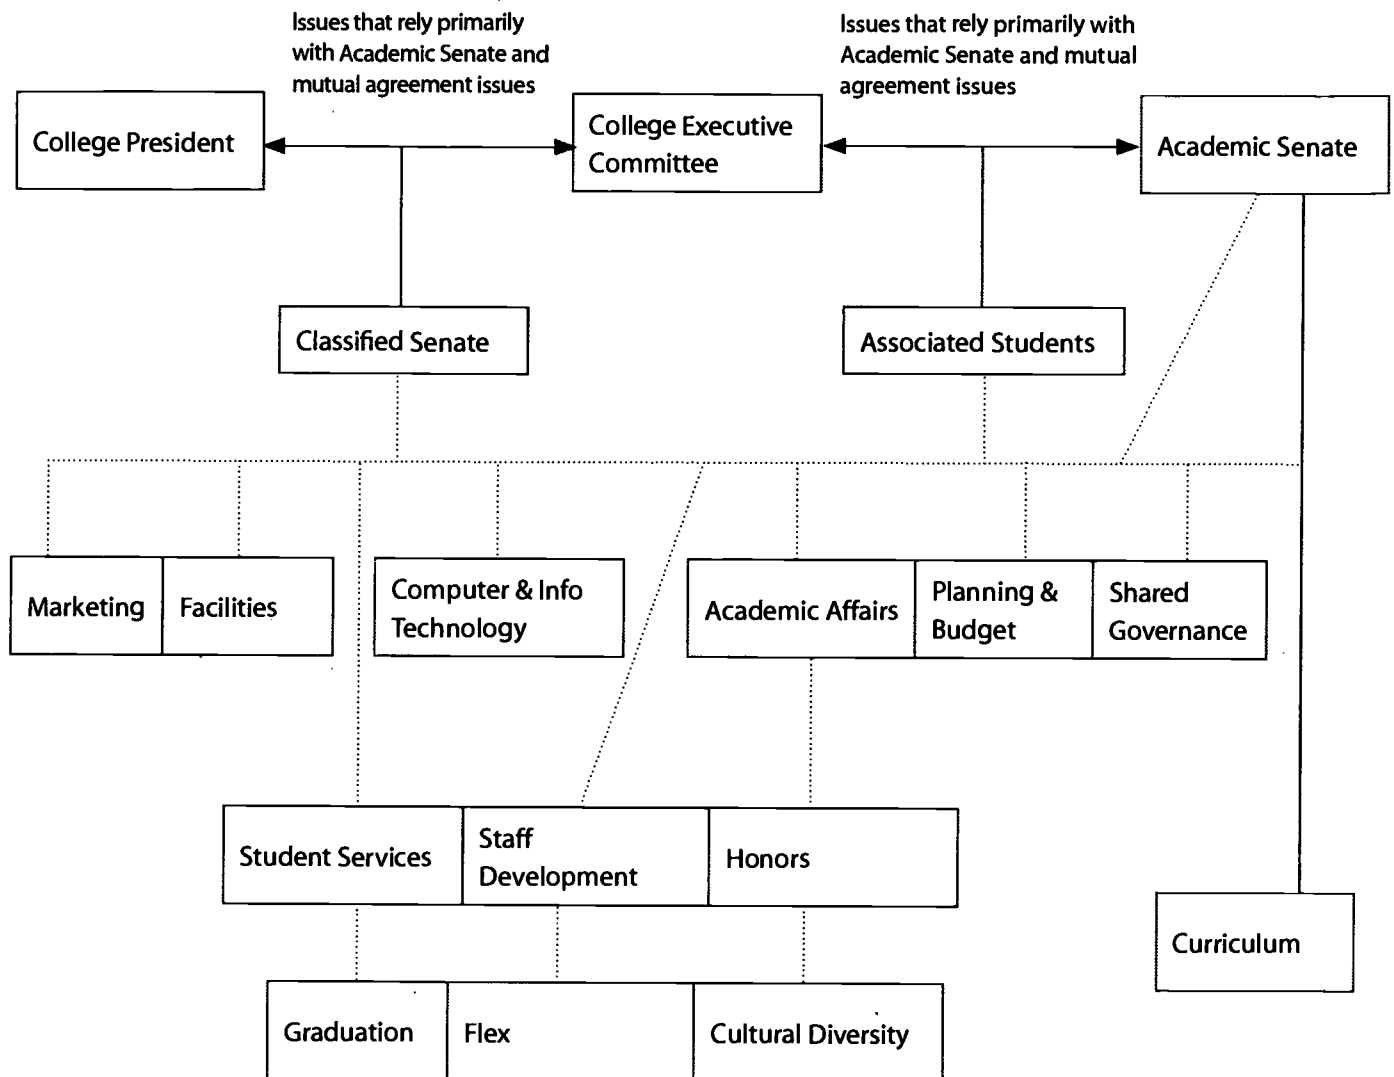 Issues that rely primarily
with Academic Senate and
mutual agreement issues
Issues that rely primarily with
Academic Senate and mutual
agreement issues
College President
College Executive
Committee
Academic Senate
Classified Senate
Associated Students
Marketing
Facilities
Computer & Info
Technology
Academic Affairs
Planning &
Budget
Shared
Governance
Student Services
Staff
Development
Honors
Curriculum
Graduation
Flex
Cultural Diversity